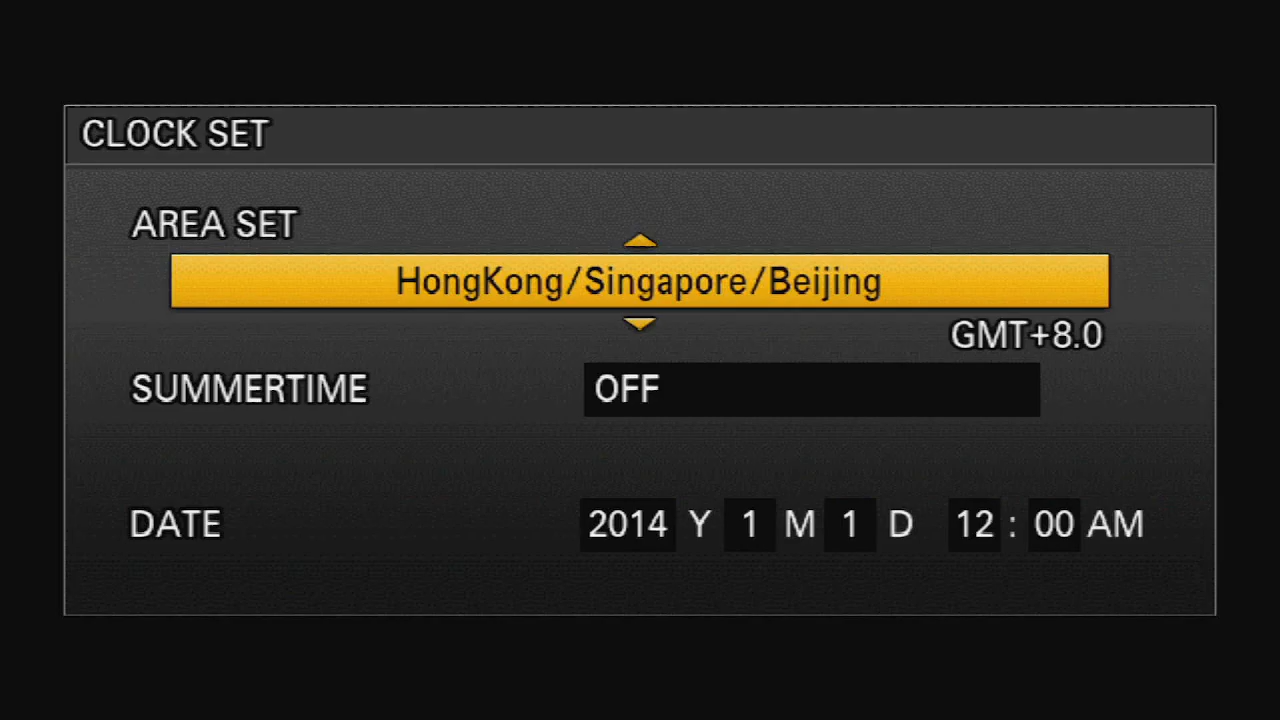 CLOCK SET
AREA SET
HongKong/Singapore/Beijing
GMT+8.0
SUMMERTIME OFF
DATE 2014 Y 1 M 1 D 12 : 00 AM